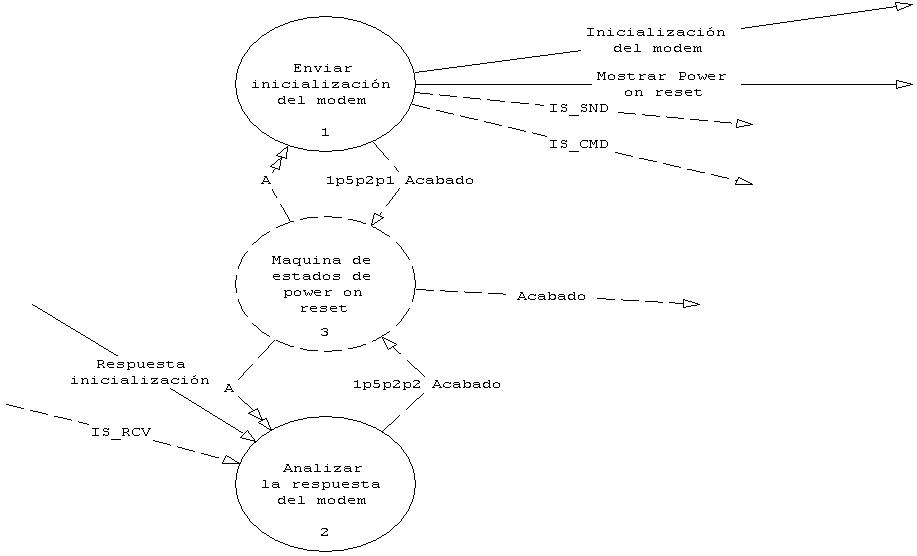 Inicialización
del modem
Enviar
inicialización
del modem
1
Mostrar Power
on reset
IS_SND
IS_CMD
A
1p5p2p1 Acabado
Maquina de
estados de
power on
reset
3
Acabado
Respuesta
inicialización
A
1p5p2p2 Acabado
IS_RCV
Analizar
la respuesta
del modem
2